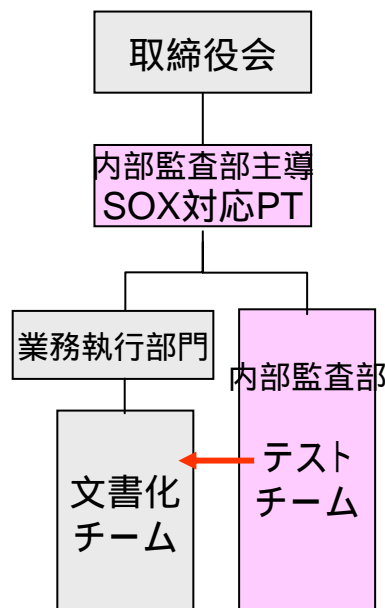 取締役会
内部監査部主導
SOX対応PT
業務執行部門
内部監査部
文書化
チーム
テスト
チーム